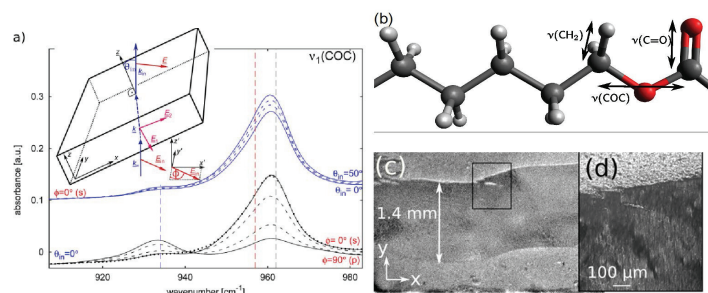 a)
ν₁(COC)
absorbance [a.u.]
0.3
0.2
0.1
0
ϕ=0° (s)
θin=50°
θin=0°
θin=0°
ϕ= 0° (s)
ϕ=90° (p)
920
940
960
980
wavenumber [cm⁻¹]
(b)
ν(CH₂)
ν(C=O)
ν(COC)
(c)
1.4 mm
y
x
(d)
100 μm